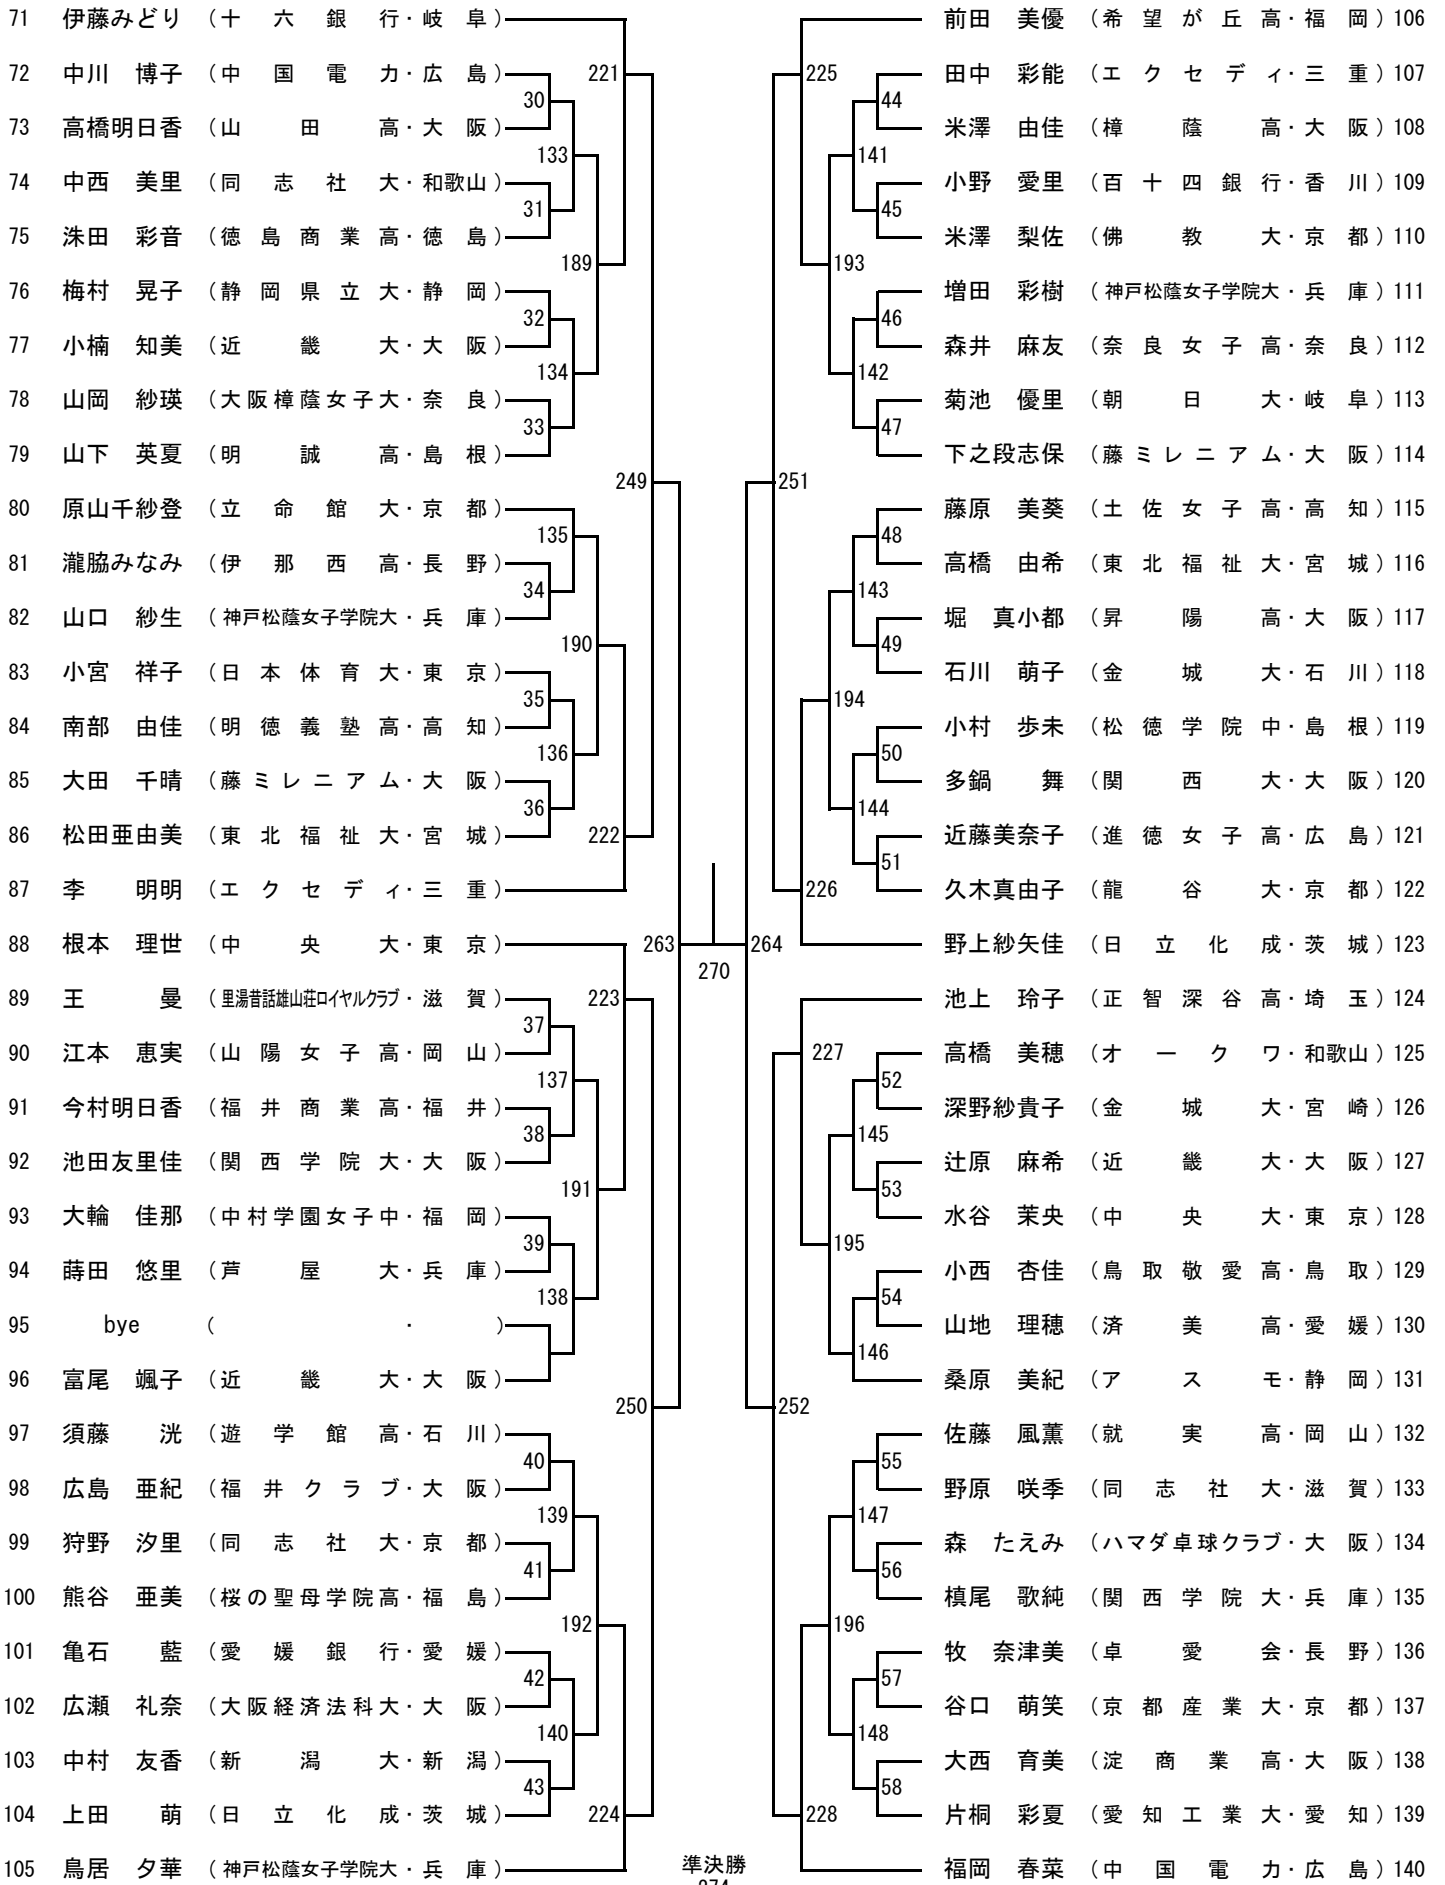 71 伊藤みどり (十六銀行・岐阜)
72 中川 博子 (中国電力・広島)
73 高橋明日香 (山田高・大阪)
74 中西 美里 (同志社大・和歌山)
75 洙田 彩音 (徳島商業高・徳島)
76 梅村 晃子 (静岡県立大・静岡)
77 小楠 知美 (近畿大・大阪)
78 山岡 紗瑛 (大阪樟蔭女子大・奈良)
79 山下 英夏 (明誠高・島根)
80 原山千紗登 (立命館大・京都)
81 瀧脇みなみ (伊那西高・長野)
82 山口 紗生 (神戸松蔭女子学院大・兵庫)
83 小宮 祥子 (日本体育大・東京)
84 南部 由佳 (明徳義塾高・高知)
85 大田 千晴 (藤ミレニアム・大阪)
86 松田亜由美 (東北福祉大・宮城)
87 李 明明 (エクセディ・三重)
88 根本 理世 (中央大・東京)
89 王 曼 (里湯昔話雄山荘ロイヤルクラブ・滋賀)
90 江本 恵実 (山陽女子高・岡山)
91 今村明日香 (福井商業高・福井)
92 池田友里佳 (関西学院大・大阪)
93 大輪 佳那 (中村学園女子中・福岡)
94 蒔田 悠里 (芦屋大・兵庫)
95 bye ( ・ )
96 富尾 颯子 (近畿大・大阪)
97 須藤 洸 (遊学館高・石川)
98 広島 亜紀 (福井クラブ・大阪)
99 狩野 汐里 (同志社大・京都)
100 熊谷 亜美 (桜の聖母学院高・福島)
101 亀石 藍 (愛媛銀行・愛媛)
102 広瀬 礼奈 (大阪経済法科大・大阪)
103 中村 友香 (新潟大・新潟)
104 上田 萌 (日立化成・茨城)
105 鳥居 夕華 (神戸松蔭女子学院大・兵庫)
30
31
32
33
34
35
36
37
38
39
40
41
42
43
133
134
135
136
137
138
139
140
189
190
191
192
221
222
223
224
249
250
263
270
264
251
252
225
226
227
228
193
194
195
196
141
142
143
144
145
146
147
148
44
45
46
47
48
49
50
51
52
53
54
55
56
57
58
前田 美優 (希望が丘高・福岡) 106
田中 彩能 (エクセディ・三重) 107
米澤 由佳 (樟蔭高・大阪) 108
小野 愛里 (百十四銀行・香川) 109
米澤 梨佐 (佛教大・京都) 110
増田 彩樹 (神戸松蔭女子学院大・兵庫) 111
森井 麻友 (奈良女子高・奈良) 112
菊池 優里 (朝日大・岐阜) 113
下之段志保 (藤ミレニアム・大阪) 114
藤原 美葵 (土佐女子高・高知) 115
高橋 由希 (東北福祉大・宮城) 116
堀 真小都 (昇陽高・大阪) 117
石川 萌子 (金城大・石川) 118
小村 歩未 (松徳学院中・島根) 119
多鍋 舞 (関西大・大阪) 120
近藤美奈子 (進徳女子高・広島) 121
久木真由子 (龍谷大・京都) 122
野上紗矢佳 (日立化成・茨城) 123
池上 玲子 (正智深谷高・埼玉) 124
高橋 美穂 (オークワ・和歌山) 125
深野紗貴子 (金城大・宮崎) 126
辻原 麻希 (近畿大・大阪) 127
水谷 茉央 (中央大・東京) 128
小西 杏佳 (鳥取敬愛高・鳥取) 129
山地 理穂 (済美高・愛媛) 130
桑原 美紀 (アスモ・静岡) 131
佐藤 風薫 (就実高・岡山) 132
野原 咲季 (同志社大・滋賀) 133
森 たえみ (ハマダ卓球クラブ・大阪) 134
槙尾 歌純 (関西学院大・兵庫) 135
牧 奈津美 (卓愛会・長野) 136
谷口 萌笑 (京都産業大・京都) 137
大西 育美 (淀商業高・大阪) 138
片桐 彩夏 (愛知工業大・愛知) 139
福岡 春菜 (中国電力・広島) 140
準決勝